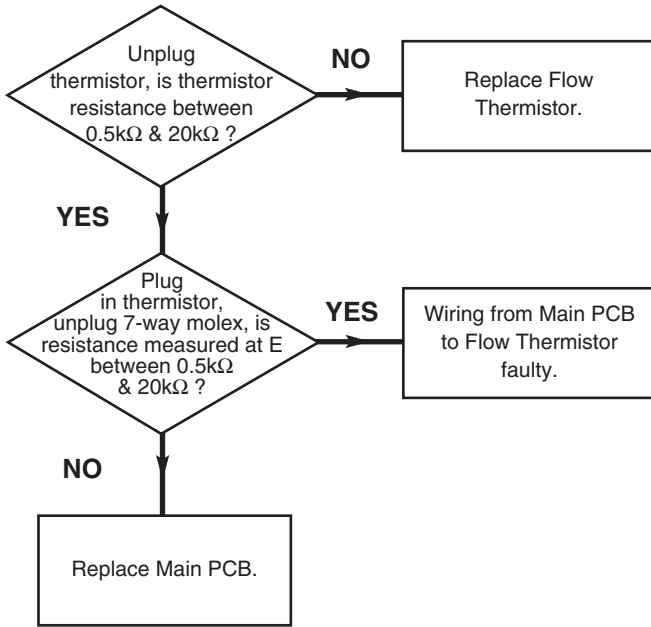 Unplug
thermistor, is thermistor
resistance between
0.5kΩ & 20kΩ ?
NO
Replace Flow
Thermistor.
YES
Plug
in thermistor,
unplug 7-way molex, is
resistance measured at E
between 0.5kΩ
& 20kΩ ?
YES
Wiring from Main PCB
to Flow Thermistor
faulty.
NO
Replace Main PCB.